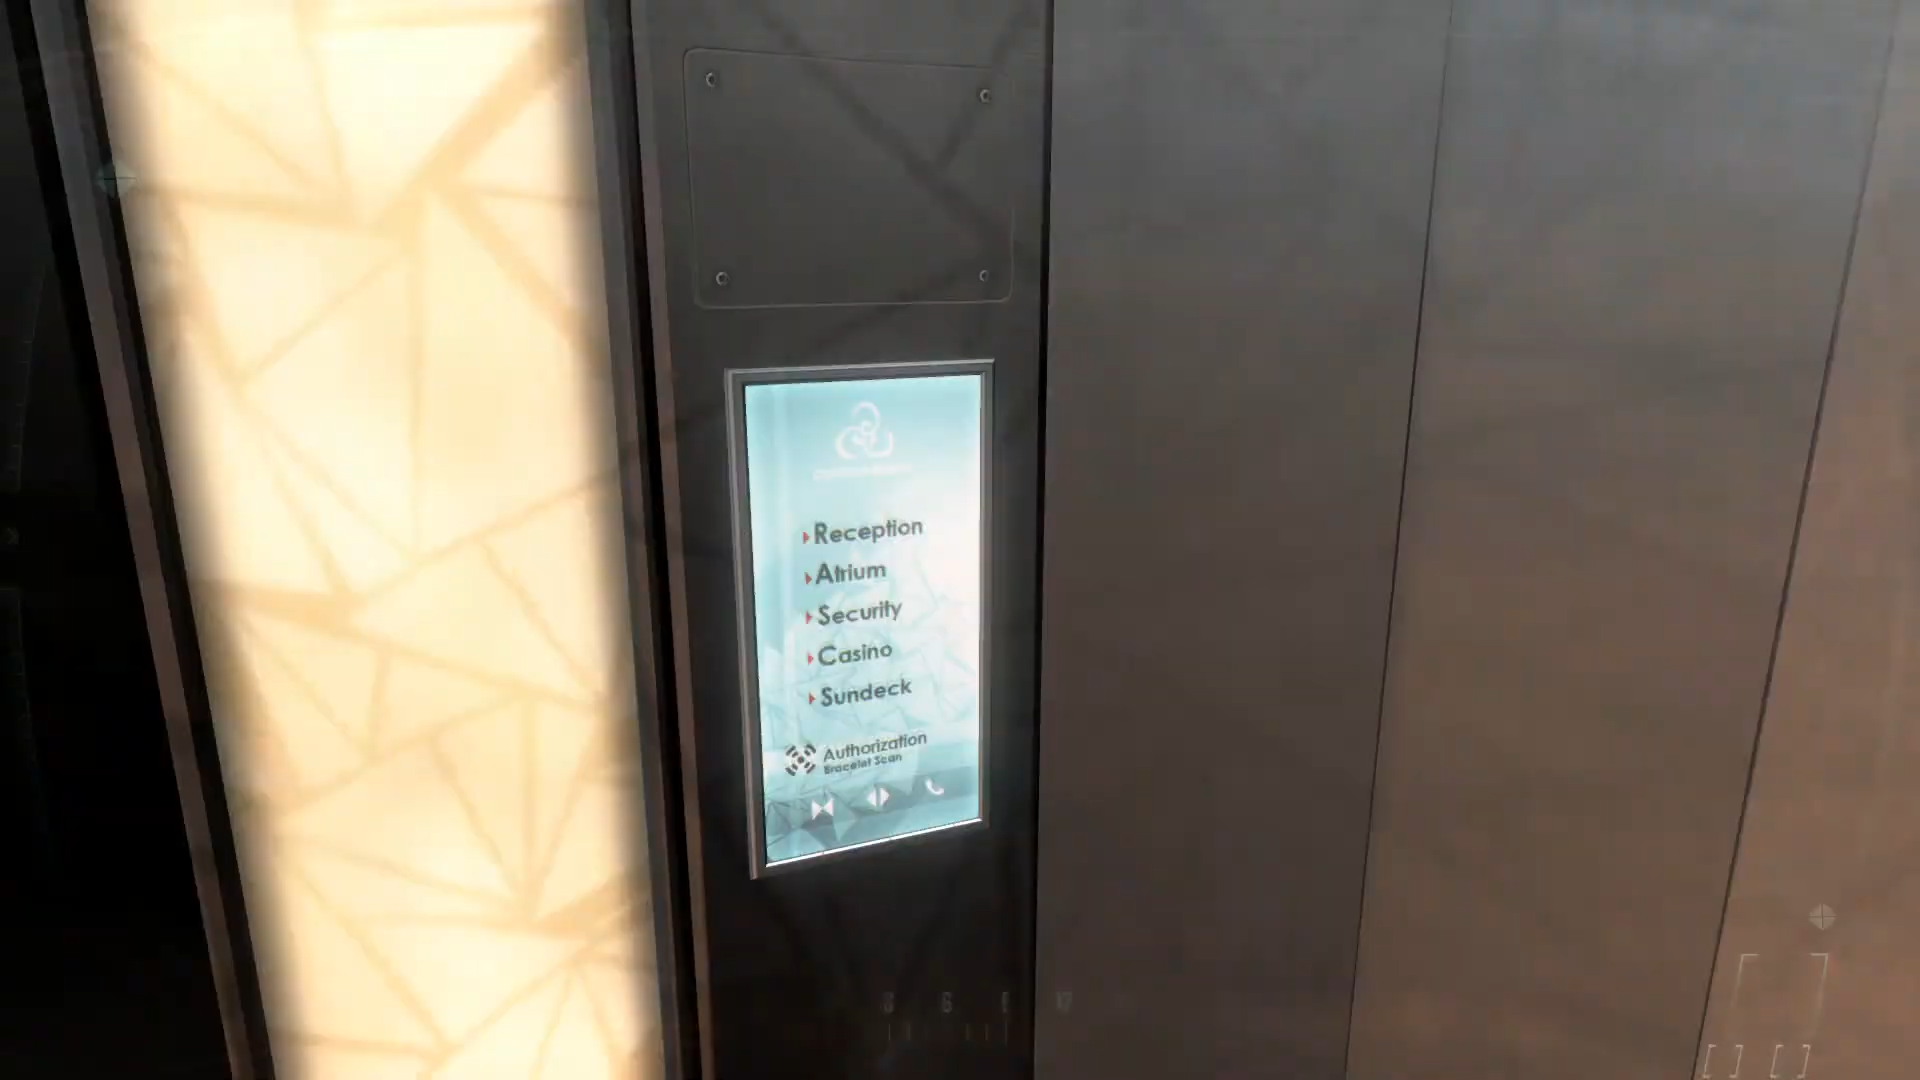 Reception
Atrium
Security
Casino
Sundeck
Authorization
Bracelet Scan